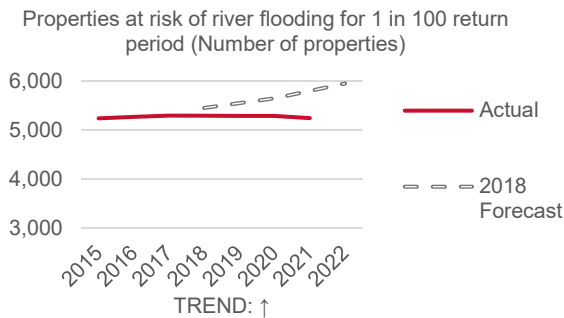 Properties at risk of river flooding for 1 in 100 return
period (Number of properties)
6,000
5,000
4,000
3,000
2015
2016
2017
2018
2019
2020
2021
2022
TREND: ↑
Actual
2018
Forecast